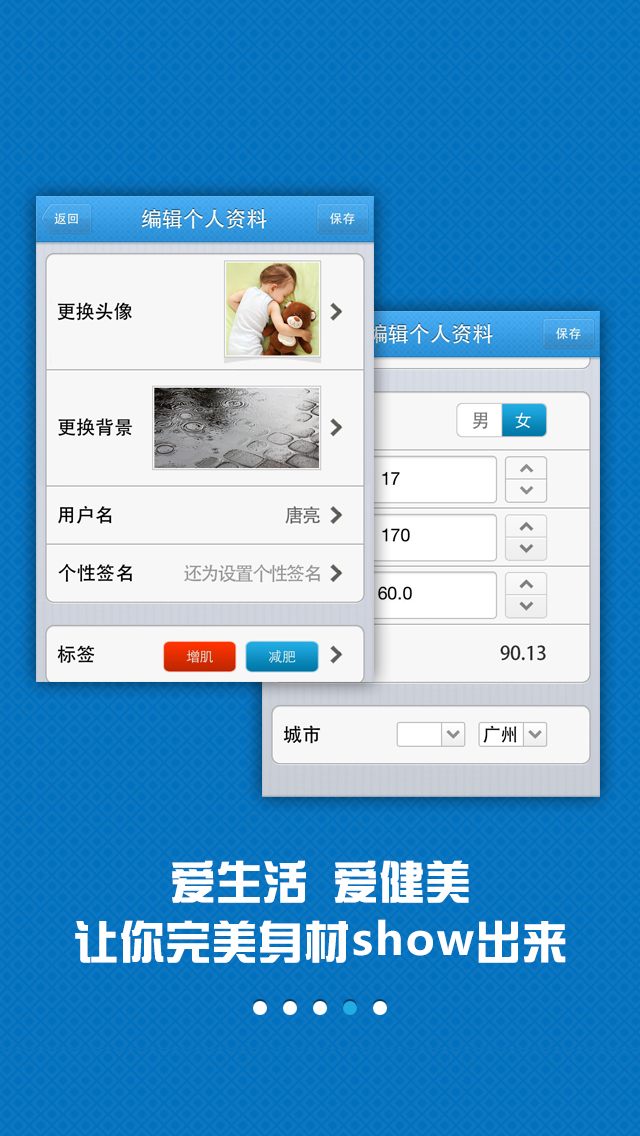 返回
编辑个人资料
保存
更换头像
更换背景
用户名
唐亮
个性签名
还为设置个性签名
标签
增肌
减肥
编辑个人资料
保存
男
女
17
170
60.0
90.13
城市
广州
爱生活 爱健美
让你完美身材show出来